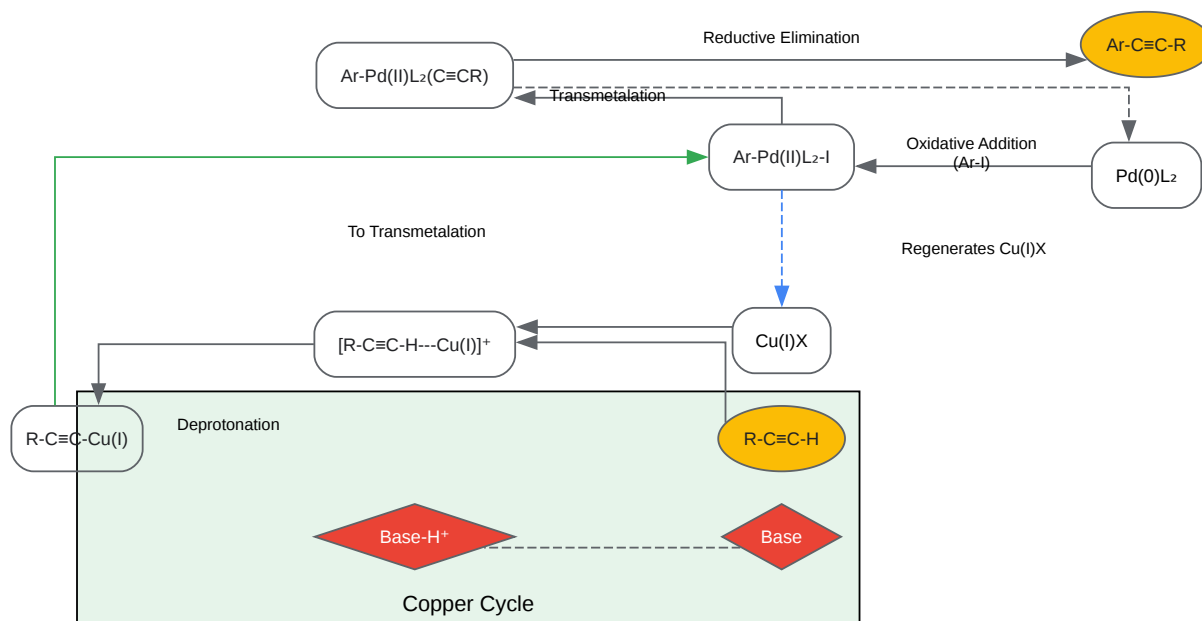 Reductive Elimination
Ar-C≡C-R
Ar-Pd(II)L₂(C≡CR)
Transmetalation
Ar-Pd(II)L₂-I
Oxidative Addition
(Ar-I)
Pd(0)L₂
To Transmetalation
Regenerates Cu(I)X
[R-C≡C-H---Cu(I)]⁺
Cu(I)X
R-C≡C-Cu(I)
Deprotonation
R-C≡C-H
Base-H⁺
Base
Copper Cycle